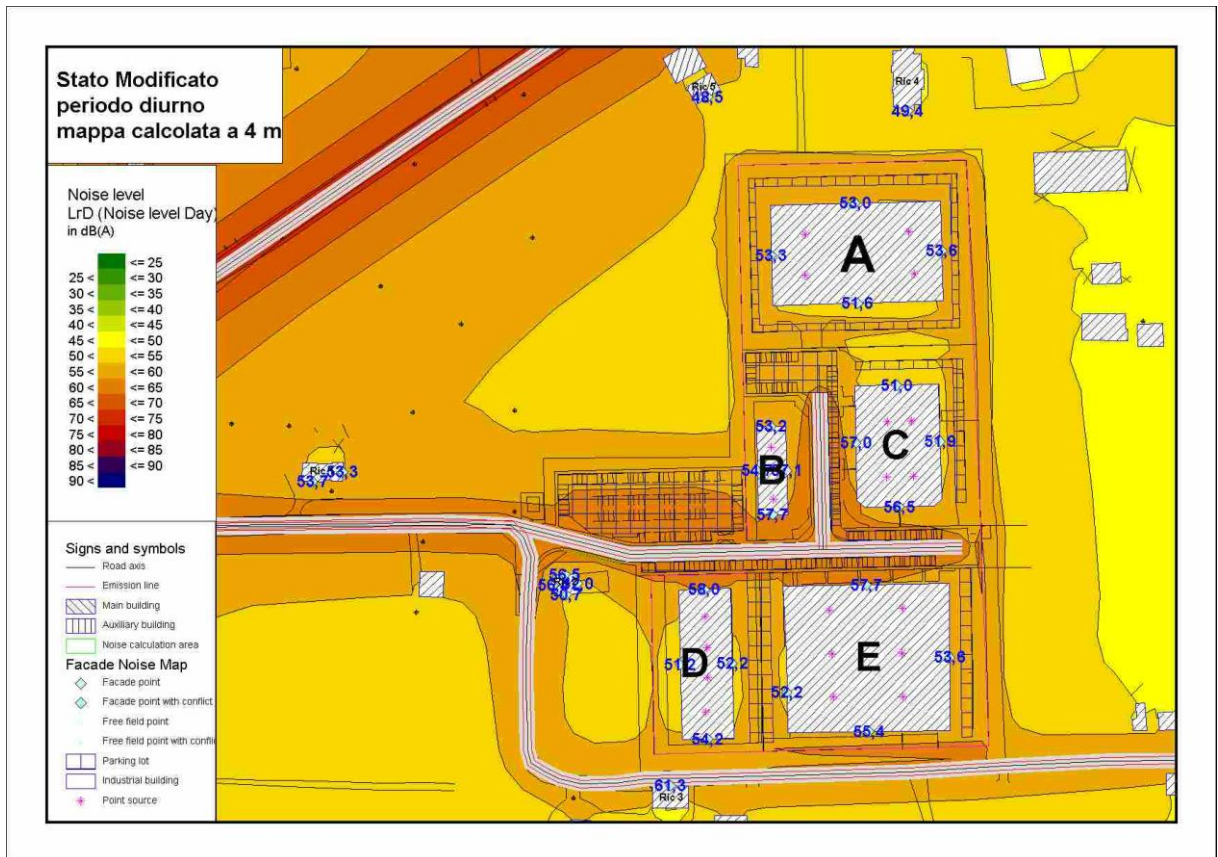 Stato Modificato
periodo diurno
mappa calcolata a 4 m
Noise level
LrD (Noise level Day)
in dB(A)
<= 25
25 < <= 30
30 < <= 35
35 < <= 40
40 < <= 45
45 < <= 50
50 < <= 55
55 < <= 60
60 < <= 65
65 < <= 70
70 < <= 75
75 < <= 80
80 < <= 85
85 < <= 90
90 <
Signs and symbols
Road axis
Emission line
Main building
Auxiliary building
Noise calculation area
Facade Noise Map
Facade point
Facade point with conflict
Free field point
Free field point with conflic
Parking lot
Industrial building
Point source
Ric 5
48,5
Ric 4
49,4
53,0
53,3
A
53,6
51,6
51,0
57,0
C
51,9
56,5
53,2
B
57,7
Ric
53,3
53,7
56,5
50,7
58,0
51,2
D
52,2
54,2
57,7
52,2
E
53,6
55,4
61,3
Ric 3